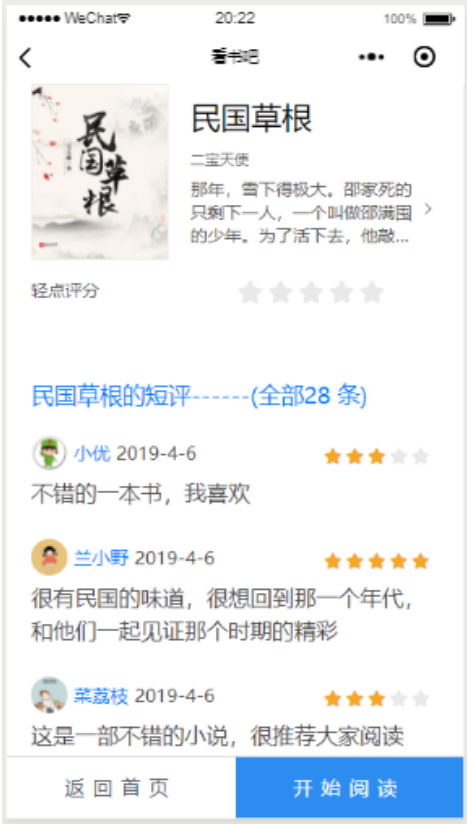 WeChat
20:22
100%
看书吧
民国草根
民国草根
二宝天使
那年，雪下得极大。邵家死的
只剩下一人，一个叫做邵满囤
的少年。为了活下去，他敲...
轻点评分
民国草根的短评------(全部28 条)
小优 2019-4-6
不错的一本书，我喜欢
兰小野 2019-4-6
很有民国的味道，很想回到那一个年代，
和他们一起见证那个时期的精彩
菜荔枝 2019-4-6
这是一部不错的小说，很推荐大家阅读
返回首页
开始阅读